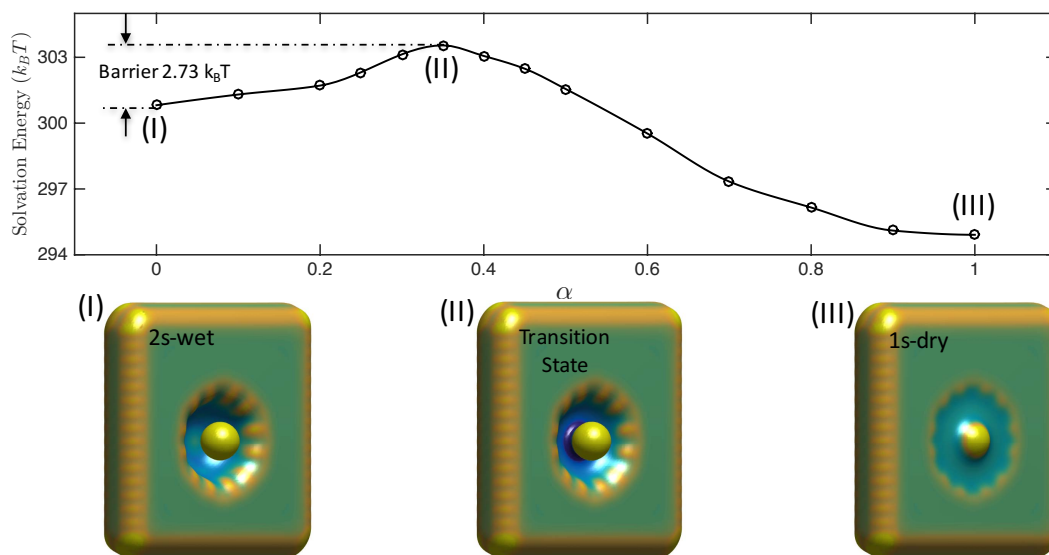 Solvation Energy (k_BT)
303
300
297
294
Barrier 2.73 k_BT
(I)
(II)
(III)
0
0.2
0.4
0.6
0.8
1
α
(I)
2s-wet
(II)
Transition
State
(III)
1s-dry